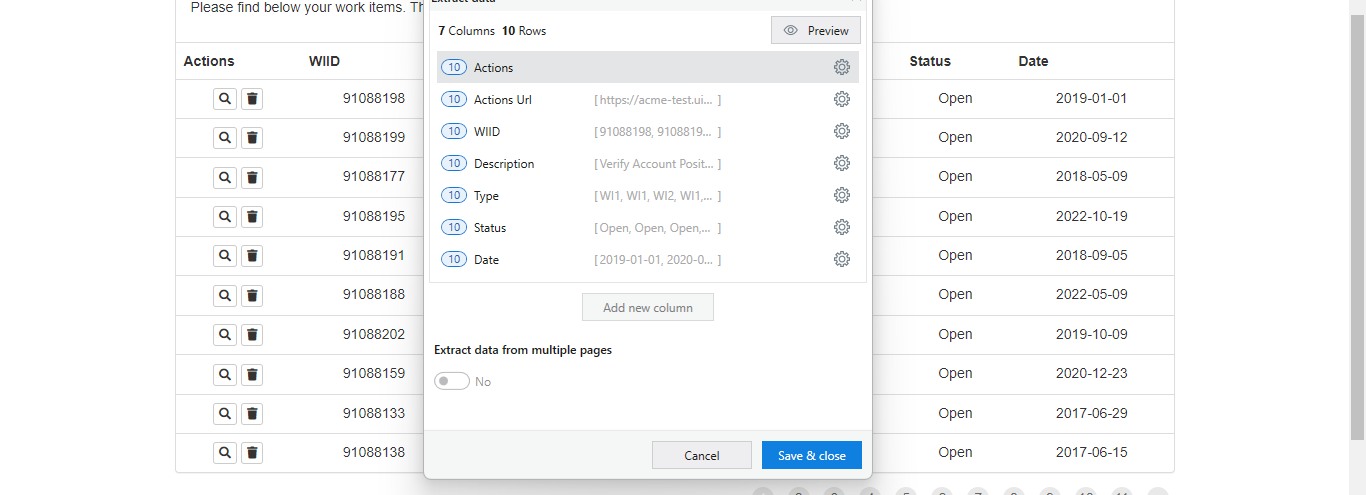 Please find below your work items. Th
Extract data
7 Columns 10 Rows
Preview
Actions WIID Status Date
10 Actions
10 Actions Url [ https://acme-test.ui... ]
10 WIID [ 91088198, 9108819... ]
10 Description [ Verify Account Posit... ]
10 Type [ WI1, WI1, WI2, WI1,... ]
10 Status [ Open, Open, Open,... ]
10 Date [ 2019-01-01, 2020-0... ]
Add new column
Extract data from multiple pages
No
Cancel Save & close
91088198 Open 2019-01-01
91088199 Open 2020-09-12
91088177 Open 2018-05-09
91088195 Open 2022-10-19
91088191 Open 2018-09-05
91088188 Open 2022-05-09
91088202 Open 2019-10-09
91088159 Open 2020-12-23
91088133 Open 2017-06-29
91088138 Open 2017-06-15